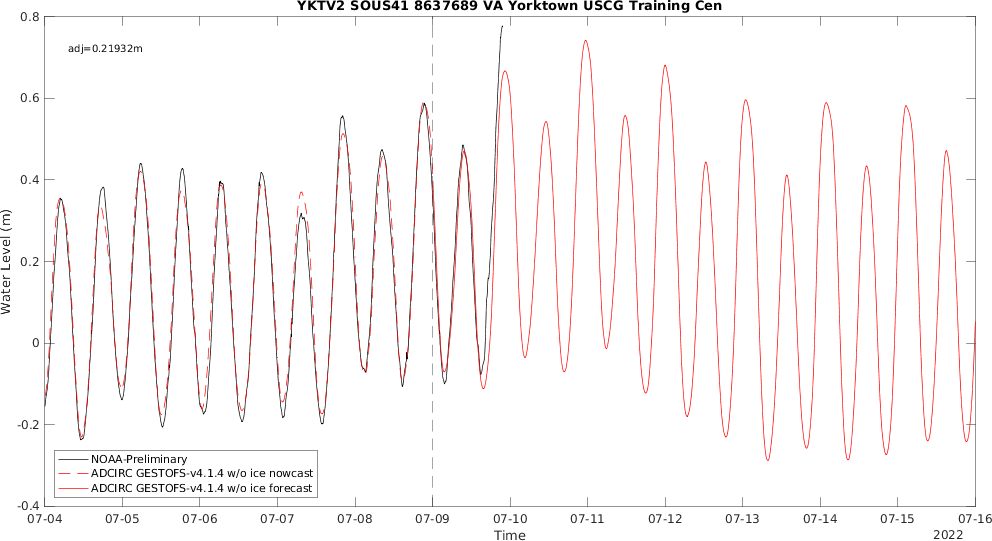 YKTV2 SOUS41 8637689 VA Yorktown USCG Training Cen
adj=0.21932m
Water Level (m)
0.8
0.6
0.4
0.2
0
-0.2
-0.4
NOAA-Preliminary
ADCIRC GESTOFS-v4.1.4 w/o ice nowcast
ADCIRC GESTOFS-v4.1.4 w/o ice forecast
07-04 07-05 07-06 07-07 07-08 07-09 07-10 07-11 07-12 07-13 07-14 07-15 07-16
Time
2022